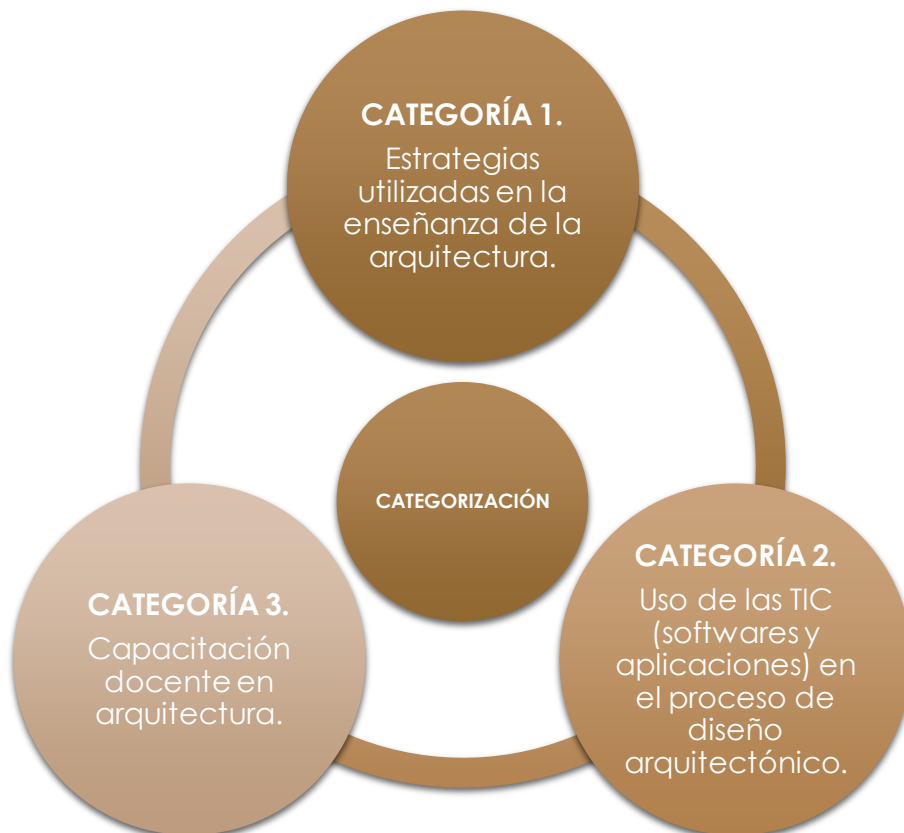 CATEGORÍA 1.
Estrategias
utilizadas en la
enseñanza de la
arquitectura.
CATEGORIZACIÓN
CATEGORÍA 2.
Uso de las TIC
(softwares y
aplicaciones) en
el proceso de
diseño
arquitectónico.
CATEGORÍA 3.
Capacitación
docente en
arquitectura.